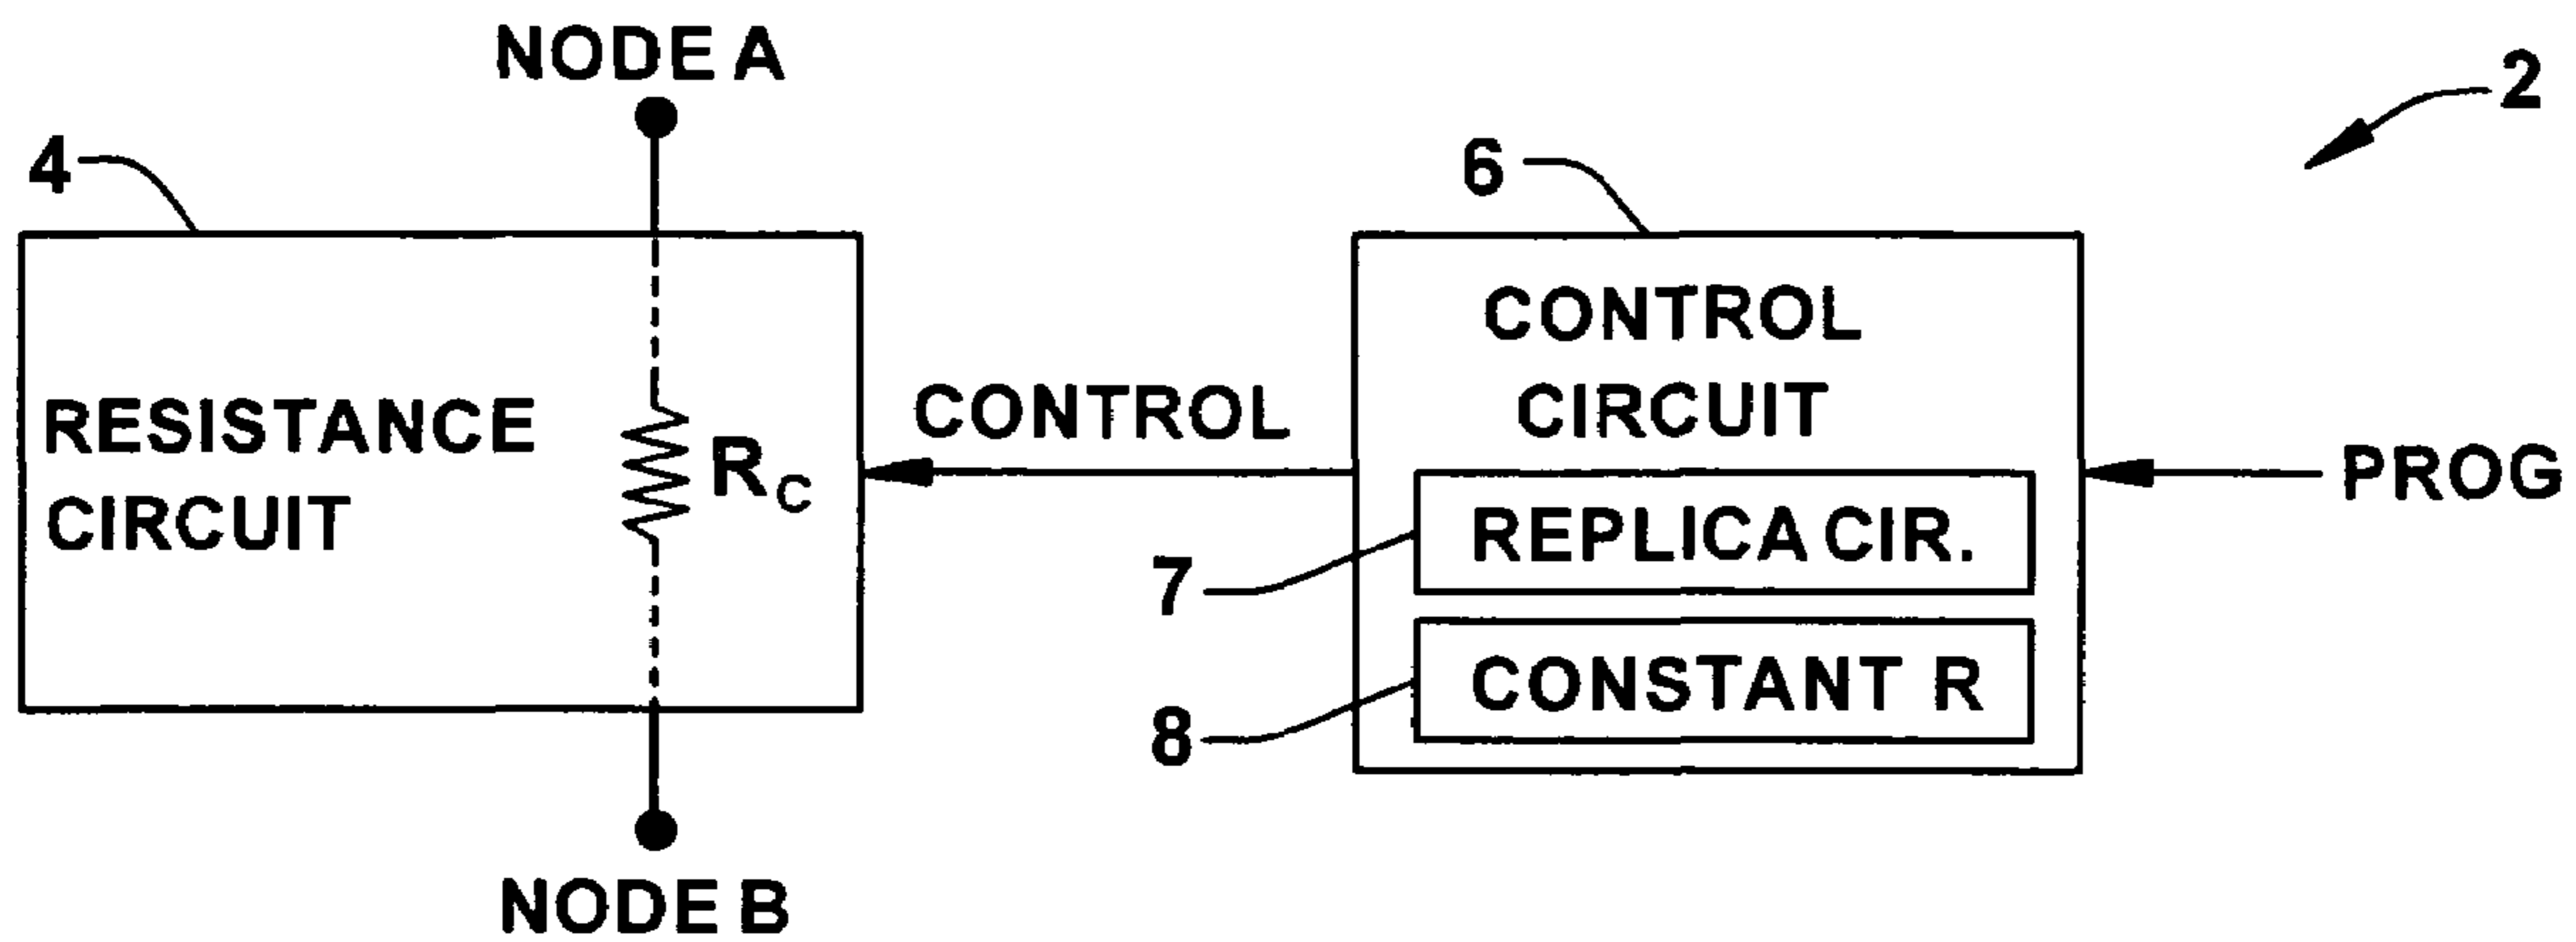 NODE A
2
4
6
CONTROL
CIRCUIT
RESISTANCE
CIRCUIT
R_C
CONTROL
PROG
REPLICA CIR.
7
CONSTANT R
8
NODE B